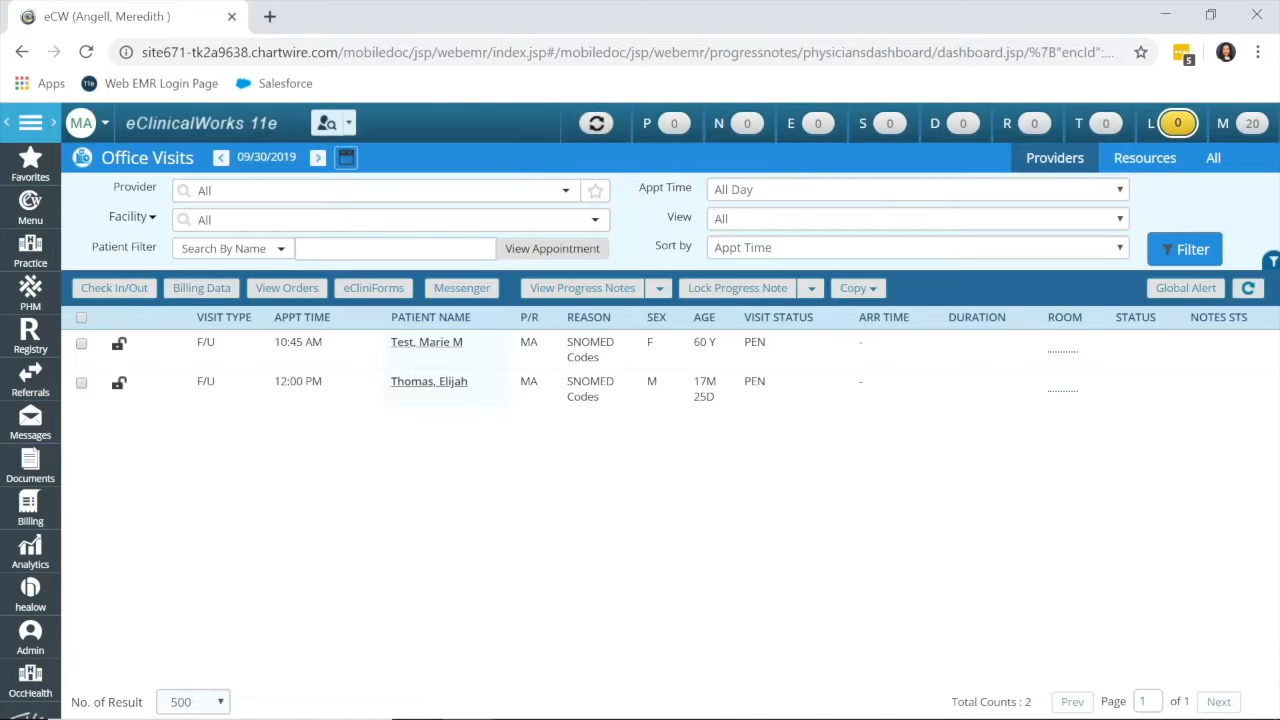 eCW (Angell, Meredith )
site671-tk2a9638.chartwire.com/mobiledoc/jsp/webemr/index.jsp#/mobiledoc/jsp/webemr/progressnotes/physiciansdashboard/dashboard.jsp/%7B"encId":...
5
Apps 11e Web EMR Login Page Salesforce
MA eClinicalWorks 11e P 0 N 0 E 0 S 0 D 0 R 0 T 0 L 0 M 20
Office Visits 09/30/2019 Providers Resources All
Provider All Appt Time All Day
Facility All View All
Patient Filter Search By Name View Appointment Sort by Appt Time Filter
Check In/Out Billing Data View Orders eCliniForms Messenger View Progress Notes Lock Progress Note Copy Global Alert
VISIT TYPE APPT TIME PATIENT NAME P/R REASON SEX AGE VISIT STATUS ARR TIME DURATION ROOM STATUS NOTES STS
F/U 10:45 AM Test, Marie M MA SNOMED F 60 Y PEN -
Codes
F/U 12:00 PM Thomas, Elijah MA SNOMED M 17M PEN -
Codes 25D
Favorites
Menu
Practice
PHM
R
Registry
Referrals
Messages
Documents
Billing
Analytics
h
healow
Admin
OccHealth
No. of Result 500 Total Counts : 2 Prev Page 1 of 1 Next